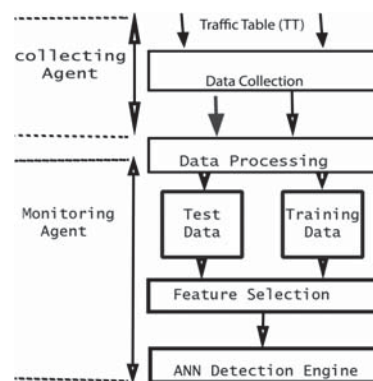 Traffic Table (TT)
collecting
Agent
Data Collection
Data Processing
Monitoring
Agent
Test
Data
Training
Data
Feature Selection
ANN Detection Engine